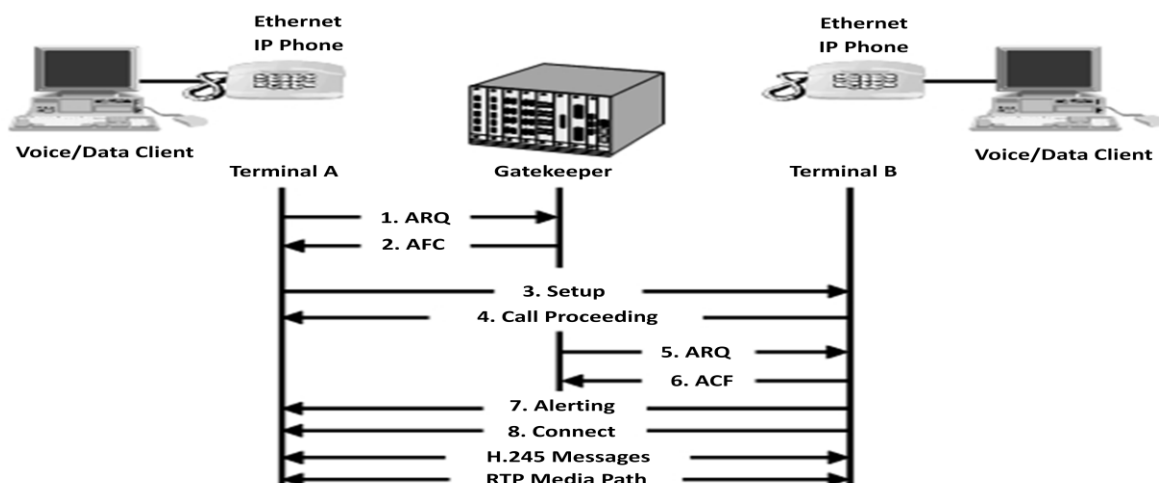 Ethernet
IP Phone
Ethernet
IP Phone
Voice/Data Client
Voice/Data Client
Terminal A
Gatekeeper
Terminal B
1. ARQ
2. AFC
3. Setup
4. Call Proceeding
5. ARQ
6. ACF
7. Alerting
8. Connect
H.245 Messages
RTP Media Path